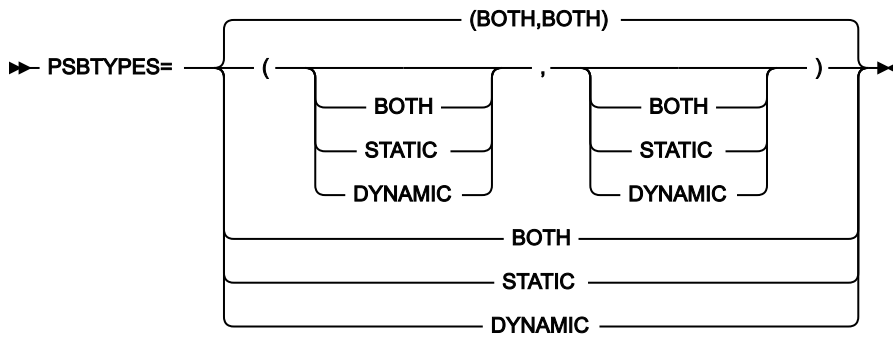 (BOTH,BOTH)
PSBTYPES= ( , )
BOTH BOTH
STATIC STATIC
DYNAMIC DYNAMIC
BOTH
STATIC
DYNAMIC